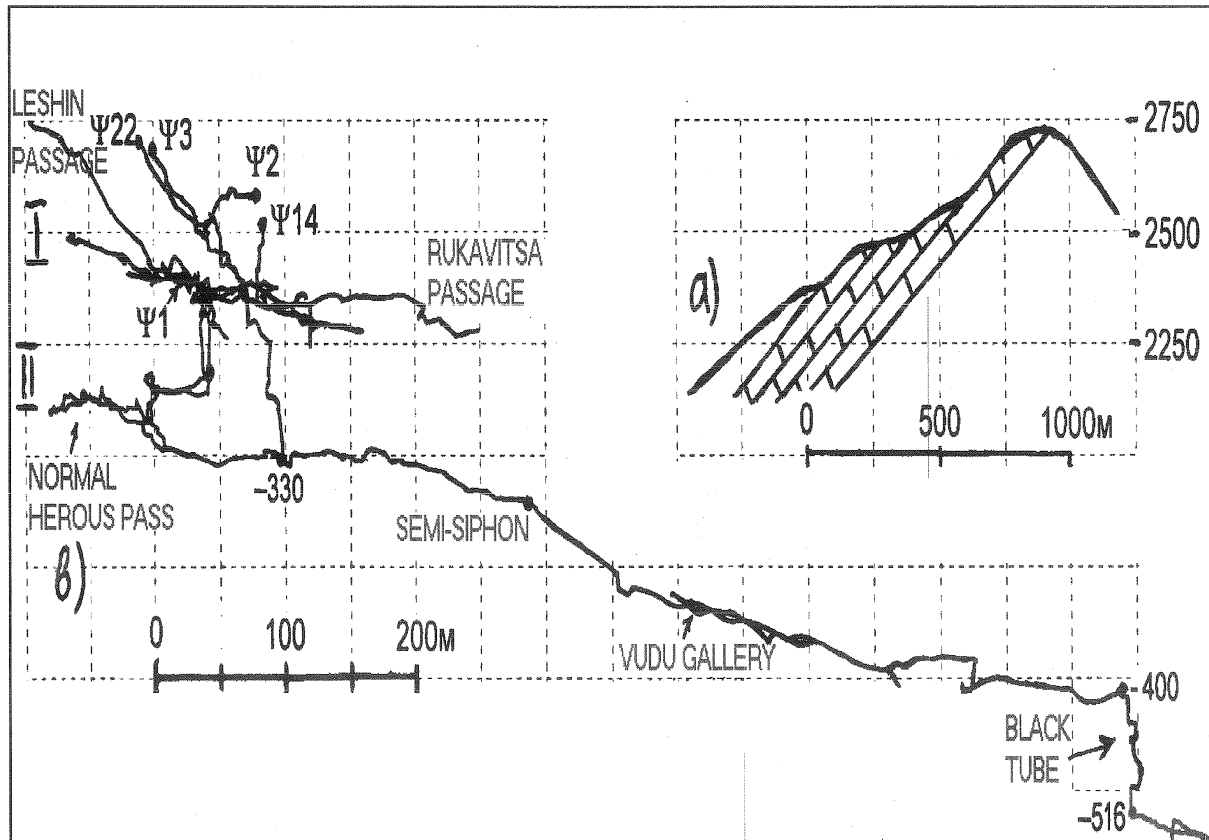 LESHIN
PASSAGE
Ψ22
Ψ3
Ψ2
Ψ14
I
Ψ1
RUKAVITSA
PASSAGE
II
NORMAL
HEROUS PASS
–330
SEMI-SIPHON
в)
0 100 200м
VUDU GALLERY
–400
BLACK
TUBE
–516
а)
2750
2500
2250
0 500 1000м